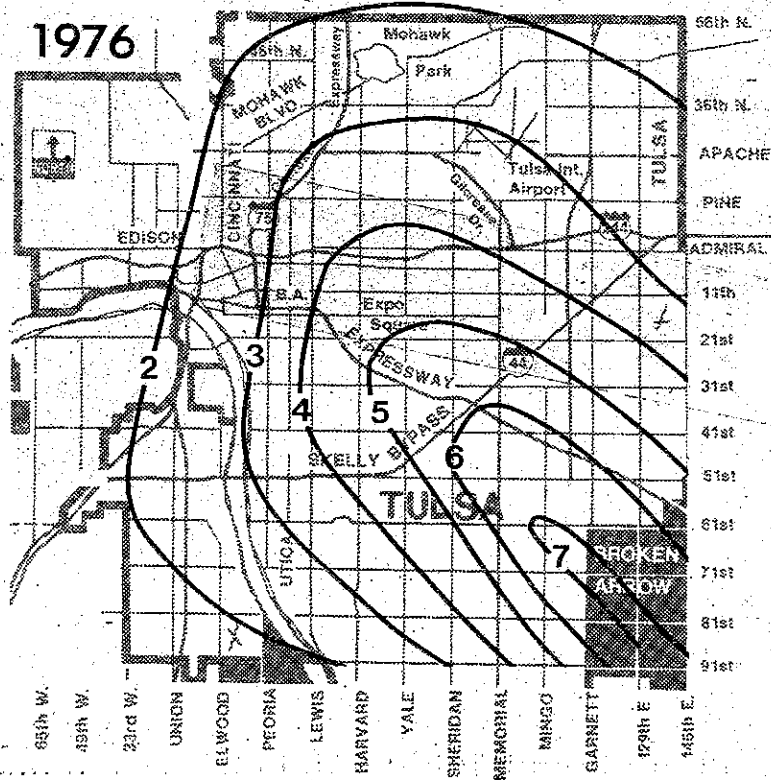 1976
56th N.
Mohawk
46th N.
Park
Expressway
MOHAWK
BLVD
36th N.
TULSA
APACHE
CINCINNATI
Tulsa Int.
Airport
Gilcrease
Dr.
PINE
75
44
EDISON
ADMIRAL
11th
B.A.
Expo
Square
EXPRESSWAY
21st
2
3
44
31st
4
5
41st
SKELLY
BYPASS
6
51st
TULSA
61st
7
BROKEN
ARROW
UTICA
71st
81st
91st
65th W.
49th W.
33rd W.
UNION
ELWOOD
PEORIA
LEWIS
HARVARD
YALE
SHERIDAN
MEMORIAL
MINGO
GARNETT
129th E.
145th E.